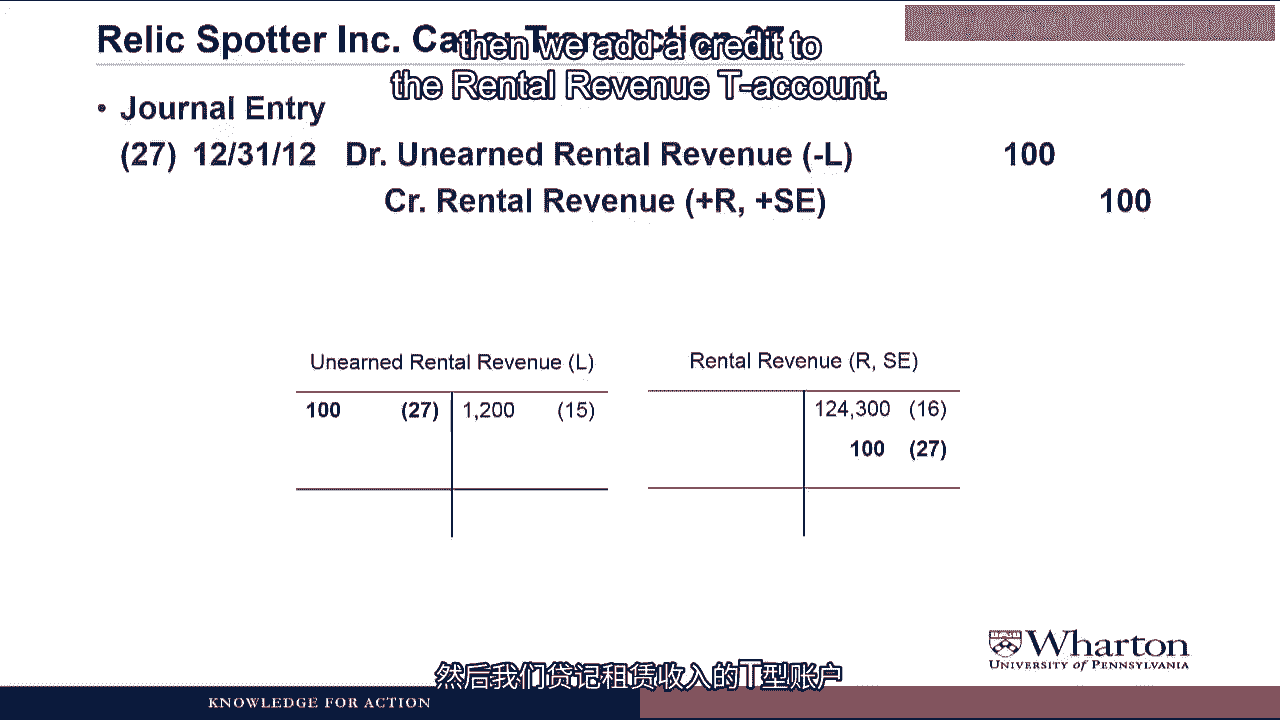 Relic Spotter Inc. Case: Transaction 27
then we add a credit to
the Rental Revenue T-account.
• Journal Entry
(27) 12/31/12 Dr. Unearned Rental Revenue (-L) 100
Cr. Rental Revenue (+R, +SE) 100
Unearned Rental Revenue (L)
100 (27) 1,200 (15)
Rental Revenue (R, SE)
124,300 (16)
100 (27)
Wharton
UNIVERSITY of PENNSYLVANIA
然后我们贷记租赁收入的T型账户
KNOWLEDGE FOR ACTION